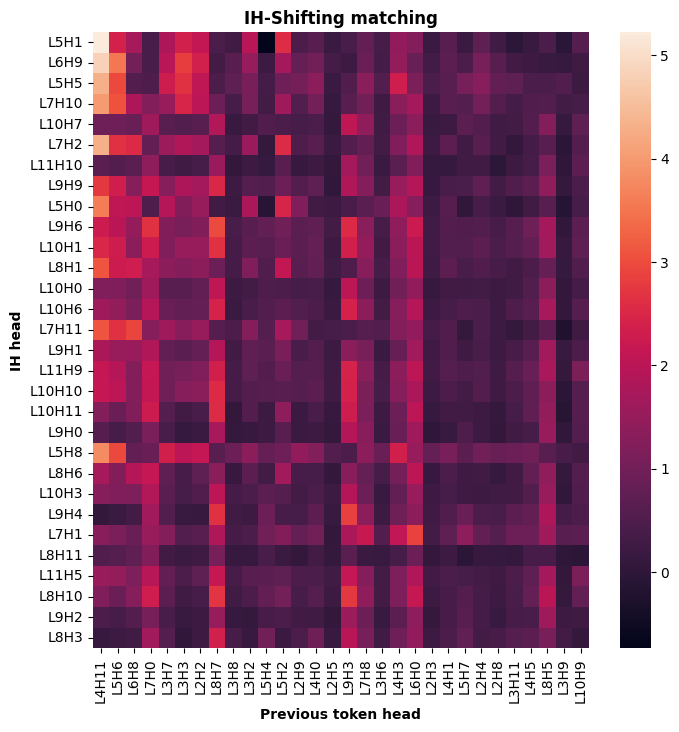 IH-Shifting matching
IH head
L5H1
L6H9
L5H5
L7H10
L10H7
L7H2
L11H10
L9H9
L5H0
L9H6
L10H1
L8H1
L10H0
L10H6
L7H11
L9H1
L11H9
L10H10
L10H11
L9H0
L5H8
L8H6
L10H3
L9H4
L7H1
L8H11
L11H5
L8H10
L9H2
L8H3
L4H11
L5H6
L6H8
L7H0
L3H7
L3H3
L2H2
L8H7
L3H8
L3H2
L5H4
L5H2
L2H9
L4H0
L2H5
L9H3
L7H8
L3H6
L4H3
L6H0
L2H3
L4H1
L5H7
L2H4
L2H8
L3H11
L4H5
L8H5
L3H9
L10H9
Previous token head
5
4
3
2
1
0